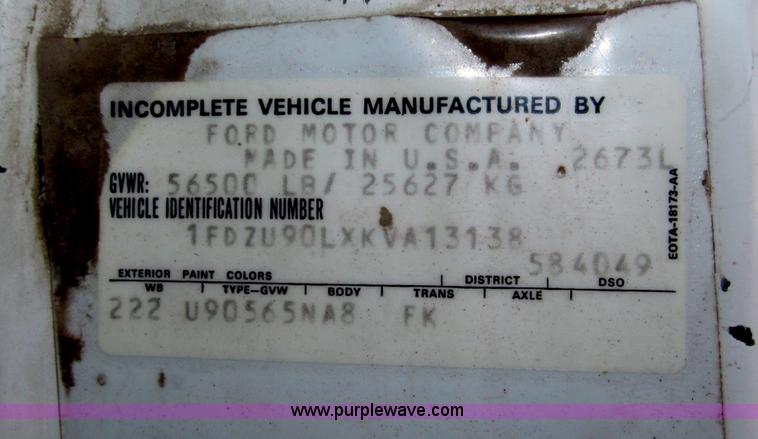 INCOMPLETE VEHICLE MANUFACTURED BY
FORD MOTOR COMPANY
MADE IN U.S.A. 2673L
GVWR: 56500 LB/ 25627 KG
VEHICLE IDENTIFICATION NUMBER
1FDZU90LXKVA13138
584049
EXTERIOR PAINT COLORS DISTRICT DSO
WB TYPE-GVW BODY TRANS AXLE
222 U90565NA8 FK
EOTA-18173-AA
www.purplewave.com